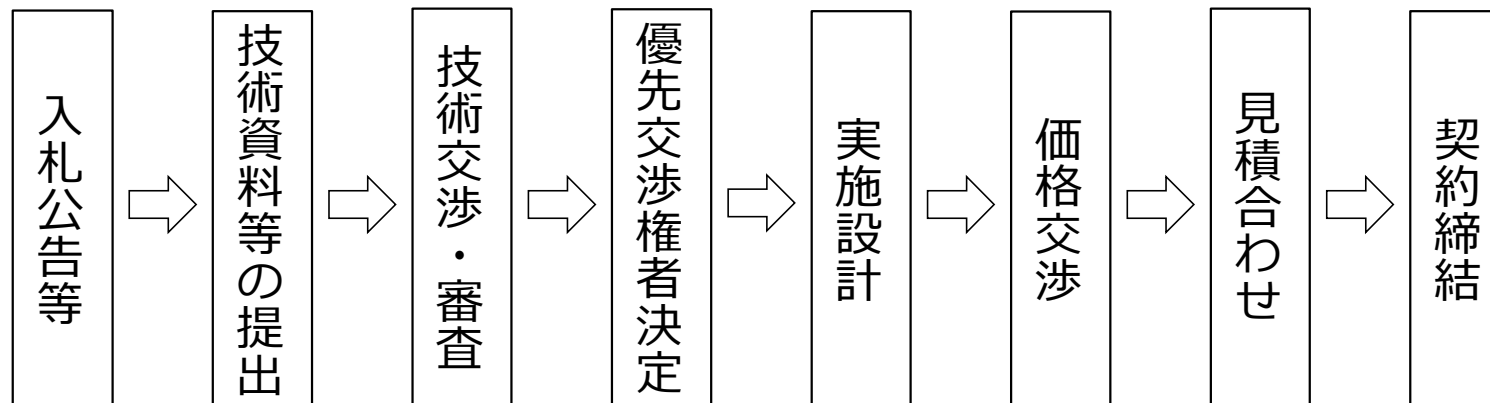 入札公告等
技術資料等の提出
技術交渉・審査
優先交渉権者決定
実施設計
価格交渉
見積合わせ
契約締結